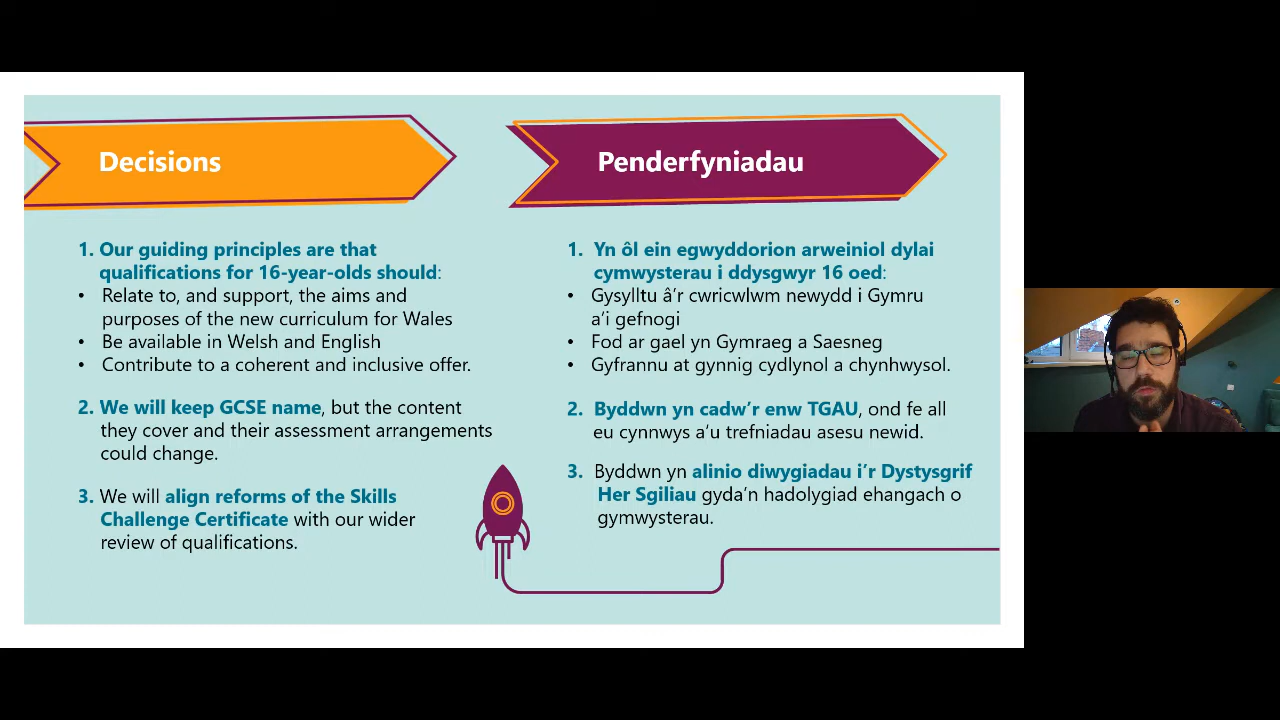 Decisions
1. Our guiding principles are that
qualifications for 16-year-olds should:
• Relate to, and support, the aims and
purposes of the new curriculum for Wales
• Be available in Welsh and English
• Contribute to a coherent and inclusive offer.
2. We will keep GCSE name, but the content
they cover and their assessment arrangements
could change.
3. We will align reforms of the Skills
Challenge Certificate with our wider
review of qualifications.
Penderfyniadau
1. Yn ôl ein egwyddorion arweiniol dylai
cymwysterau i ddysgwyr 16 oed:
• Gysylltu â’r cwricwlwm newydd i Gymru
a’i gefnogi
• Fod ar gael yn Gymraeg a Saesneg
• Gyfrannu at gynnig cydlynol a chynhwysol.
2. Byddwn yn cadw’r enw TGAU, ond fe all
eu cynnwys a’u trefniadau asesu newid.
3. Byddwn yn alinio diwygiadau i’r Dystysgrif
Her Sgiliau gyda’n hadolygiad ehangach o
gymwysterau.